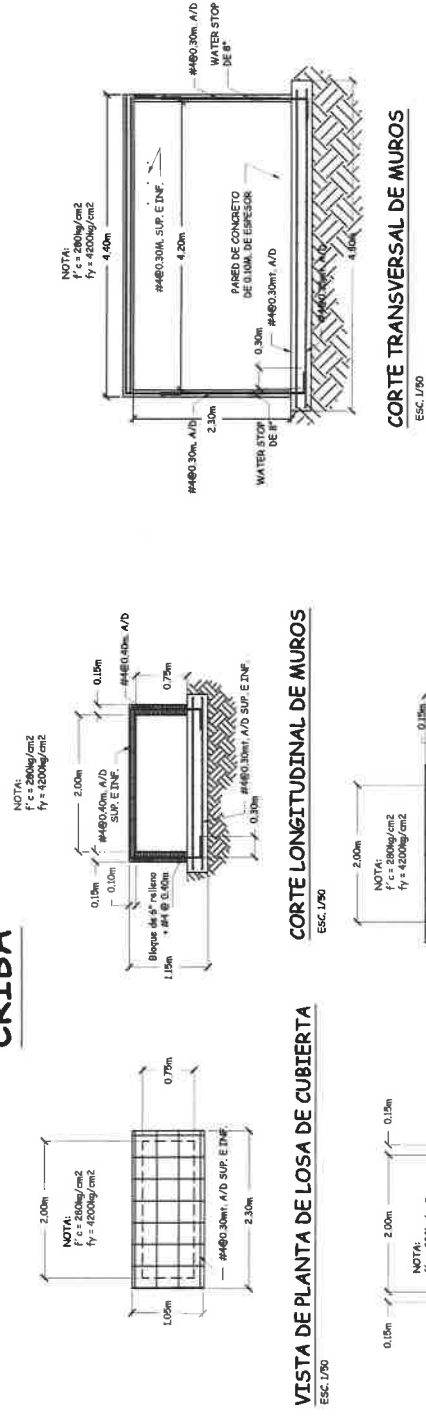 CRIBA
2,00m
NOTA:
f' c = 280kg/cm2
fy = 4200kg/cm2
1.05m
0,75m
#4@0.30mt. A/D SUP. E INF.
2,30m
VISTA DE PLANTA DE LOSA DE CUBIERTA
ESC. 1/50
0,15m
2,00m
0,15m
NOTA:
NOTA:
f' c = 280kg/cm2
fy = 4200kg/cm2
2,00m
0,15m
0,15m
0,10m
#4@0.40m. A/D
SUP. E INF.
#4@0.40m. A/D
Bloque de 6" relleno
+ #4 @ 0.40m
1.15m
0,75m
#4@0.30mt. A/D SUP. E INF.
0,30m
CORTE LONGITUDINAL DE MUROS
ESC. 1/50
2,00m
NOTA:
f' c = 280kg/cm2
fy = 4200kg/cm2
0,15m
NOTA:
f' c = 280kg/cm2
fy = 4200kg/cm2
4,40m
#4@0.30m. A/D
WATER STOP
DE 8"
#4@0.30M. SUP. E INF.
4,20m
#4@0.30m. A/D
2,30m
PARED DE CONCRETO
DE 0.10M. DE ESPESOR
#4@0.30mt. A/D
0,30m
WATER STOP
DE 8"
4,80m
CORTE TRANSVERSAL DE MUROS
ESC. 1/50